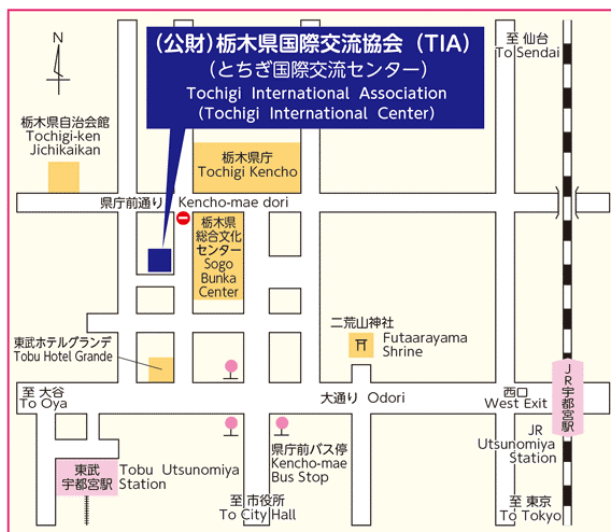 N
(公財)栃木県国際交流協会 (TIA)
(とちぎ国際交流センター)
Tochigi International Association
(Tochigi International Center)
至 仙台
To Sendai
栃木県自治会館
Tochigi-ken
Jichikaikan
栃木県庁
Tochigi Kencho
県庁前通り Kencho-mae dori
栃木県
総合文化
センター
Sogo
Bunka
Center
東武ホテルグランデ
Tobu Hotel Grande
二荒山神社
Futaarayama
Shrine
至 大谷
To Oya
大通り Odori
西口
West Exit
JR宇都宮駅
JR
Utsunomiya
Station
県庁前バス停
Kencho-mae
Bus Stop
東武
宇都宮駅
Tobu Utsunomiya
Station
至 市役所
To City Hall
至 東京
To Tokyo